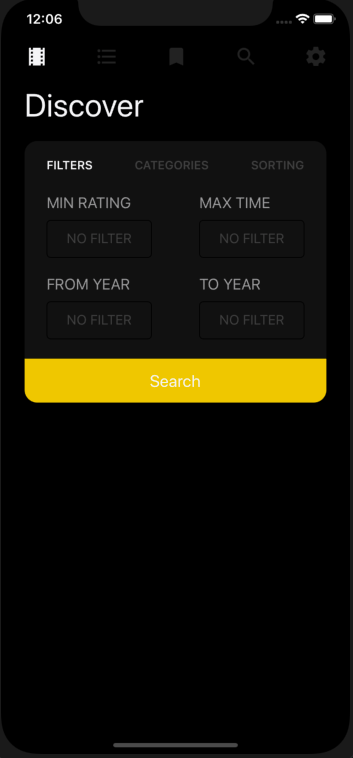 12:06
Discover
FILTERS CATEGORIES SORTING
MIN RATING MAX TIME
NO FILTER NO FILTER
FROM YEAR TO YEAR
NO FILTER NO FILTER
Search